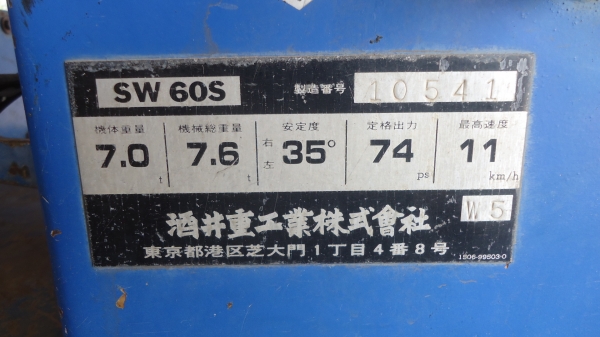 SW 60S 製造番号 10541
機体重量 機械総重量 安定度 定格出力 最高速度
7.0 t 7.6 t 右左 35° 74 ps 11 km/h
酒井重工業株式會社 W5
東京都港区芝大門1丁目4番8号
1506-99503-0